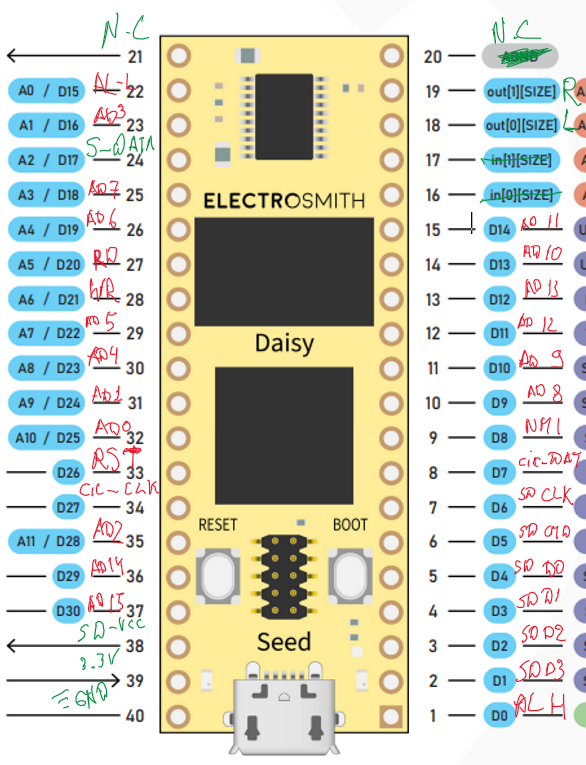 N.C N.C
21 20
A0 / D15 AL-L 22 19 out[1][SIZE] R A
A1 / D16 AD3 23 18 out[0][SIZE] L A
A2 / D17 24 17 in[1][SIZE]
A3 / D18 AD7 25 16 in[0][SIZE]
ELECTROSMITH
A4 / D19 AD6 26 15 D14 AD 11 U
A5 / D20 RD 27 14 D13 AD 10 U
A6 / D21 WR 28 13 D12 AD 13
A7 / D22 AD5 29 12 D11 AD 12
Daisy
A8 / D23 AD4 30 11 D10 AD 9 S
A9 / D24 AD1 31 10 D9 AD 8 S
A10 / D25 AD0 32 9 D8 NMI
D26 RST 33 8 D7 cic-DAT
D27 CIC-CLK 34 7 D6 SD CLK
RESET BOOT
A11 / D28 AD2 35 6 D5 SD CMD
D29 AD14 36 5 D4 SD D0
D30 AD15 37 4 D3 SD D1
SD-VCC 38 Seed 3 D2 SD D2
3.3V 39 2 D1 SD D3
GND 40 1 D0 AL H